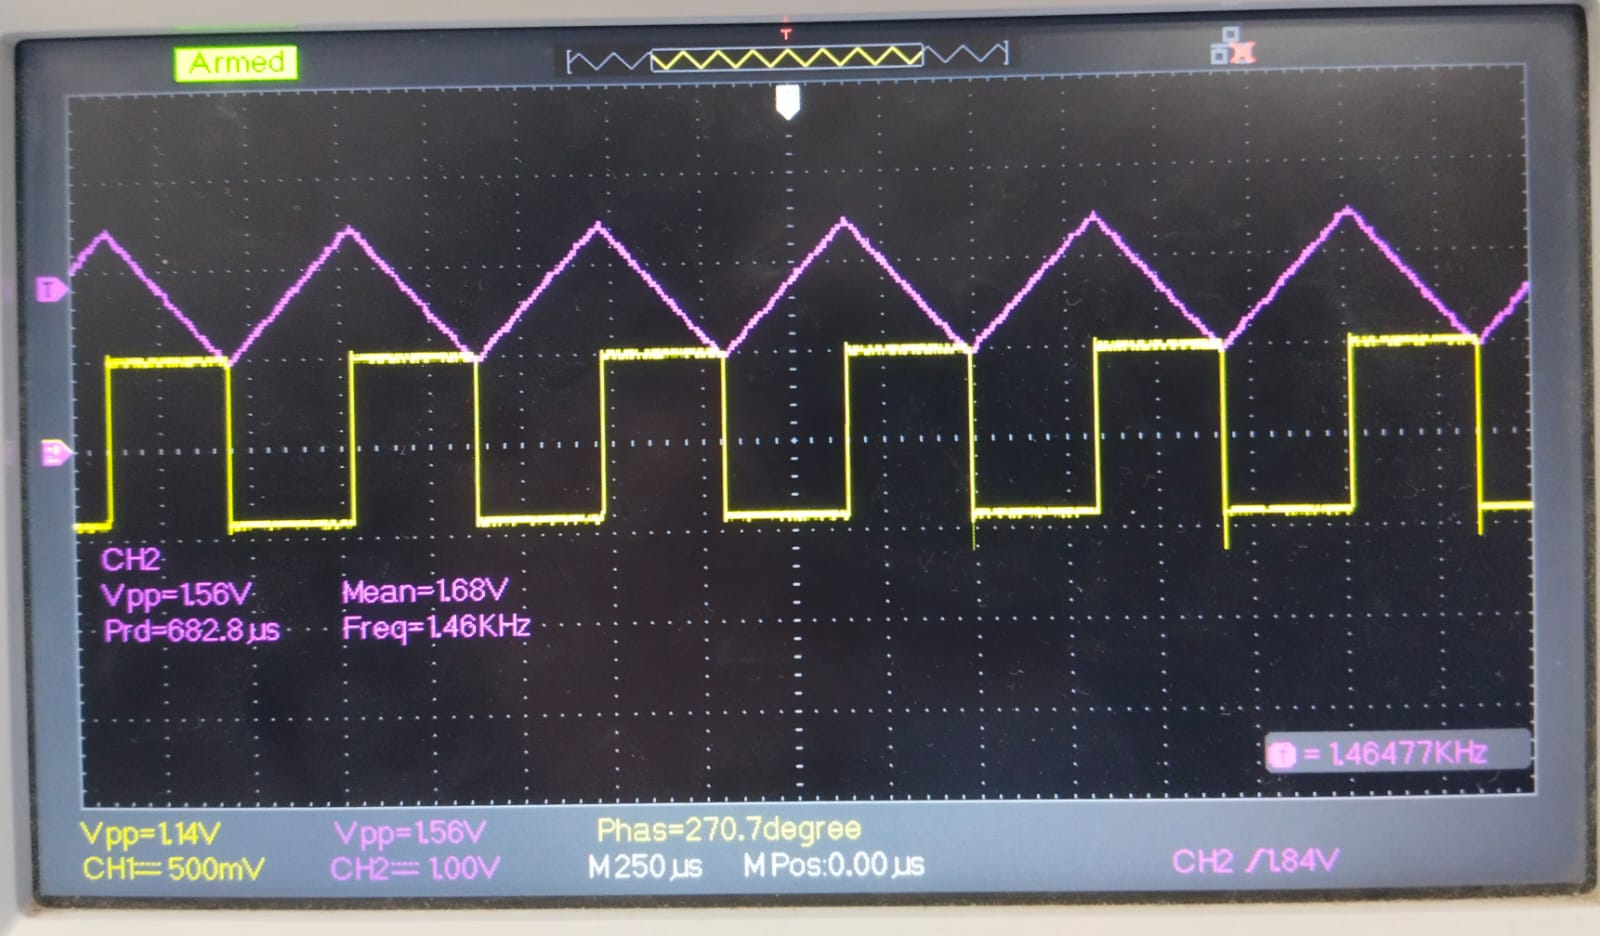 Armed
T
T
CH2
Vpp=1.56V Mean=1.68V
Prd=682.8µs Freq=1.46KHz
= 1.46477KHz
Vpp=1.14V Vpp=1.56V Phas=270.7degree
CH1 500mV CH2 1.00V M 250µs M Pos:0.00µs CH2 1.84V